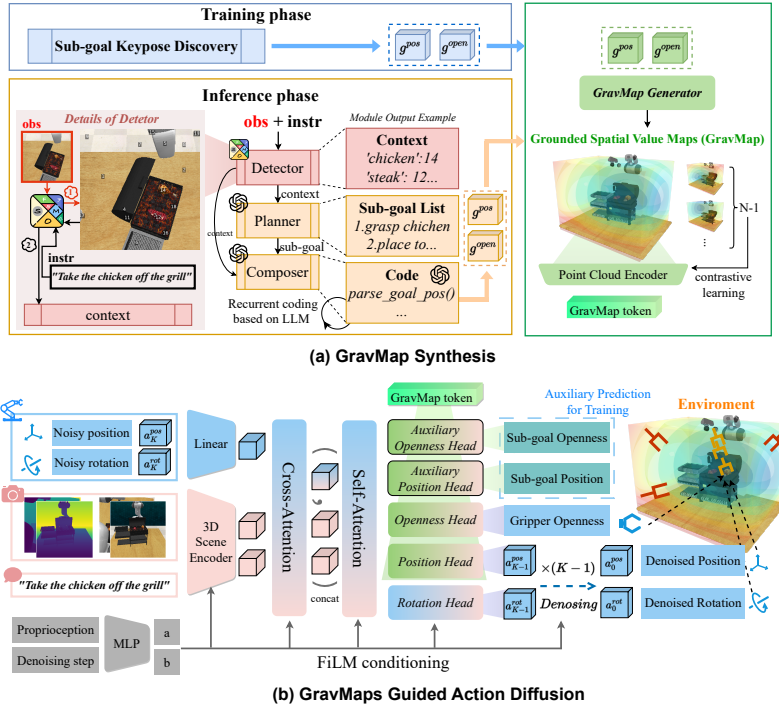 Training phase
Sub-goal Keypose Discovery
g^pos
g^open
Inference phase
Details of Detetor
obs
1
2
instr
"Take the chicken off the grill"
context
obs + instr
Detector
context
context
Planner
sub-goal
Composer
Recurrent coding
based on LLM
Module Output Example
Context
'chicken':14
'steak': 12...
Sub-goal List
1.grasp chichen
2.place to...
Code
parse_goal_pos()
...
g^pos
g^open
g^pos
g^open
GravMap Generator
Grounded Spatial Value Maps (GravMap)
N-1
Point Cloud Encoder
contrastive
learning
GravMap token
(a) GravMap Synthesis
Noisy position
a_K^pos
Noisy rotation
a_K^rot
Linear
3D
Scene
Encoder
"Take the chicken off the grill"
Proprioception
Denoising step
MLP
a
b
Cross-Attention
( , )
concat
Self-Attention
FiLM conditioning
GravMap token
Auxiliary
Openness Head
Auxiliary
Position Head
Openness Head
Position Head
Rotation Head
Auxiliary Prediction
for Training
Sub-goal Openness
Sub-goal Position
Gripper Openness
a_{K-1}^pos
×(K − 1)
a_0^pos
Denoised Position
a_{K-1}^rot
Denosing
a_0^rot
Denoised Rotation
Enviroment
(b) GravMaps Guided Action Diffusion